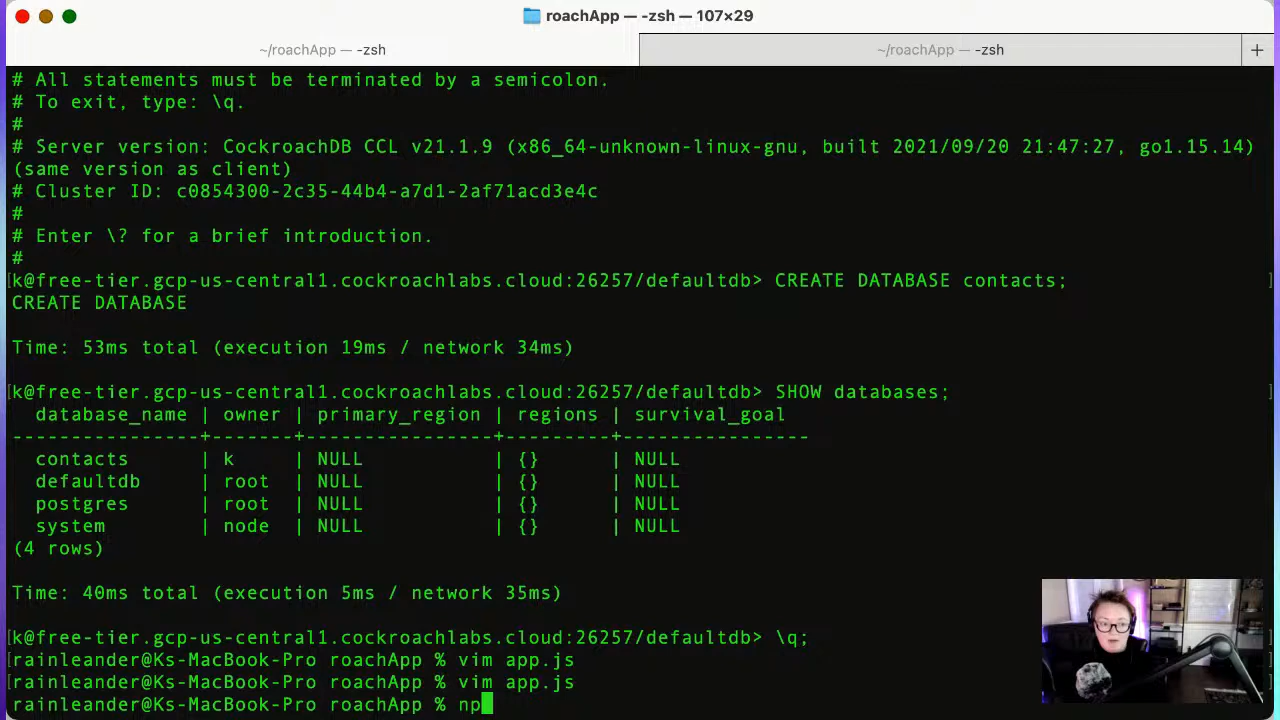 roachApp — -zsh — 107×29
~/roachApp — -zsh
~/roachApp — -zsh
+
# All statements must be terminated by a semicolon.
# To exit, type: \q.
#
# Server version: CockroachDB CCL v21.1.9 (x86_64-unknown-linux-gnu, built 2021/09/20 21:47:27, go1.15.14)
(same version as client)
# Cluster ID: c0854300-2c35-44b4-a7d1-2af71acd3e4c
#
# Enter \? for a brief introduction.
#
[k@free-tier.gcp-us-central1.cockroachlabs.cloud:26257/defaultdb> CREATE DATABASE contacts; ]
CREATE DATABASE
Time: 53ms total (execution 19ms / network 34ms)
[k@free-tier.gcp-us-central1.cockroachlabs.cloud:26257/defaultdb> SHOW databases; ]
database_name | owner | primary_region | regions | survival_goal
----------------+-------+----------------+---------+----------------
contacts | k | NULL | {} | NULL
defaultdb | root | NULL | {} | NULL
postgres | root | NULL | {} | NULL
system | node | NULL | {} | NULL
(4 rows)
Time: 40ms total (execution 5ms / network 35ms)
[k@free-tier.gcp-us-central1.cockroachlabs.cloud:26257/defaultdb> \q; ]
[rainleander@Ks-MacBook-Pro roachApp % vim app.js ]
[rainleander@Ks-MacBook-Pro roachApp % vim app.js ]
rainleander@Ks-MacBook-Pro roachApp % np